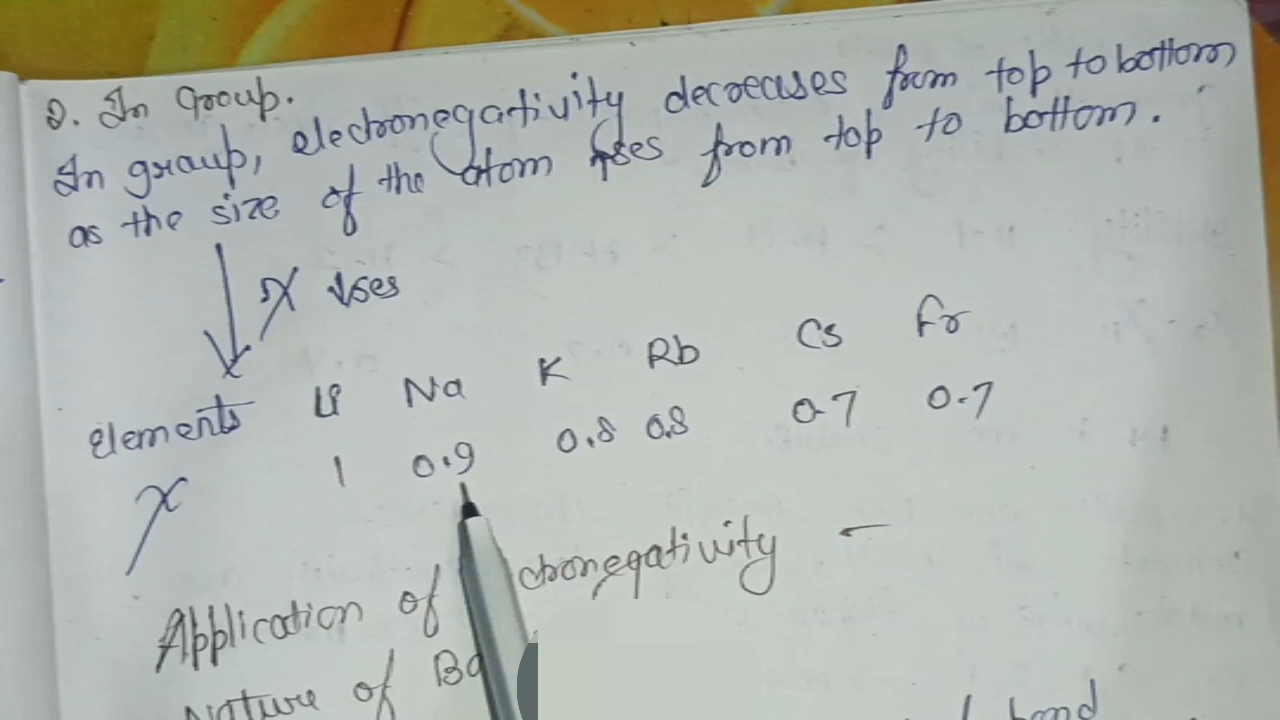 2. In Group.
In group, electronegativity decreases from top to bottom
as the size of the atom ↑ses from top to bottom.
χ ↓ses
Elements Li Na K Rb Cs Fr
χ 1 0.9 0.8 0.8 0.7 0.7
Application of ctronegativity –
Nature of Bo
bond